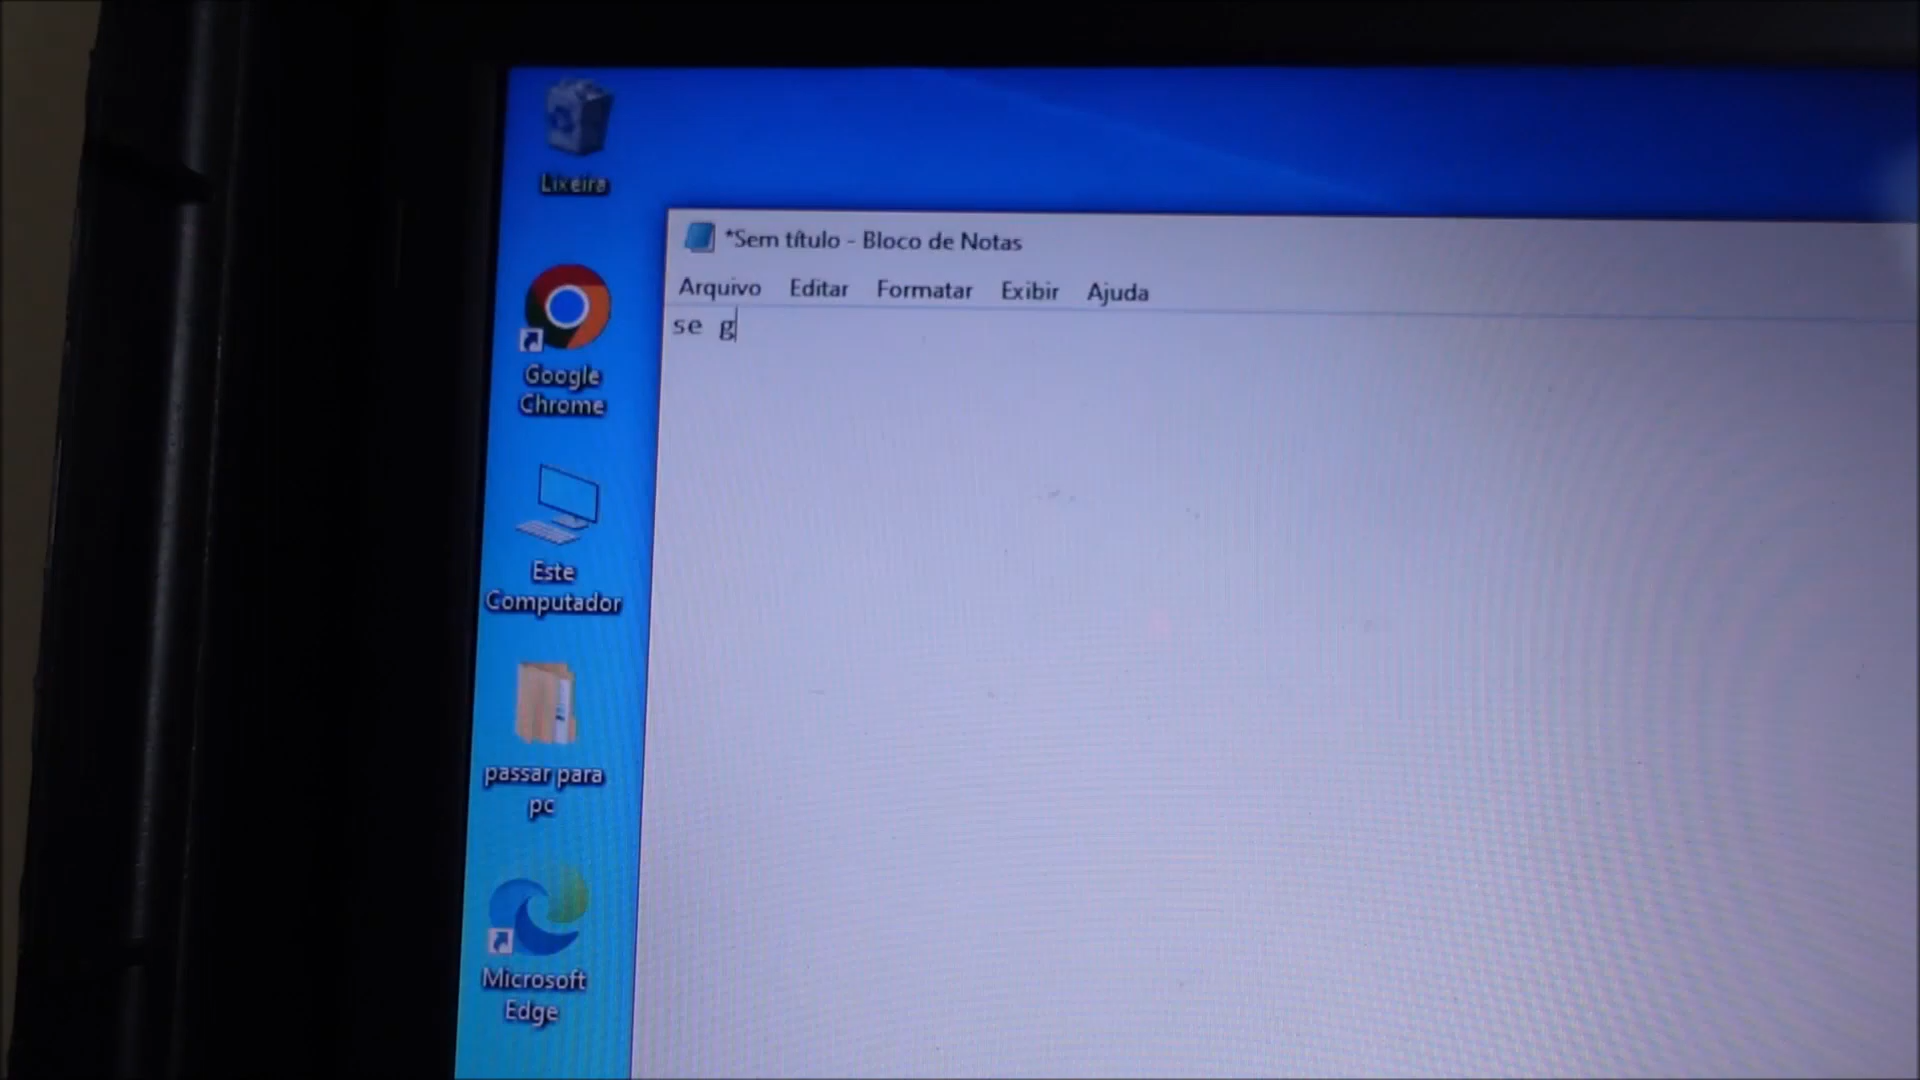 Lixeira
*Sem título - Bloco de Notas
Arquivo Editar Formatar Exibir Ajuda
se g
Google
Chrome
Este
Computador
passar para
pc
Microsoft
Edge